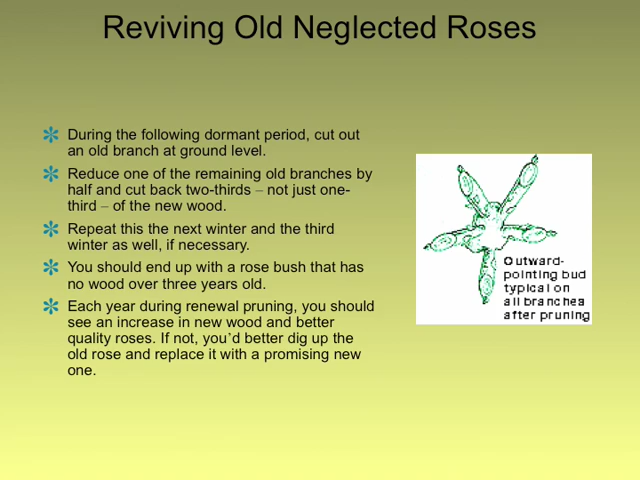 Reviving Old Neglected Roses
During the following dormant period, cut out
an old branch at ground level.
Reduce one of the remaining old branches by
half and cut back two-thirds – not just one-
third – of the new wood.
Repeat this the next winter and the third
winter as well, if necessary.
You should end up with a rose bush that has
no wood over three years old.
Each year during renewal pruning, you should
see an increase in new wood and better
quality roses. If not, you’d better dig up the
old rose and replace it with a promising new
one.
Outward-
pointing bud
typical on
all branches
after pruning